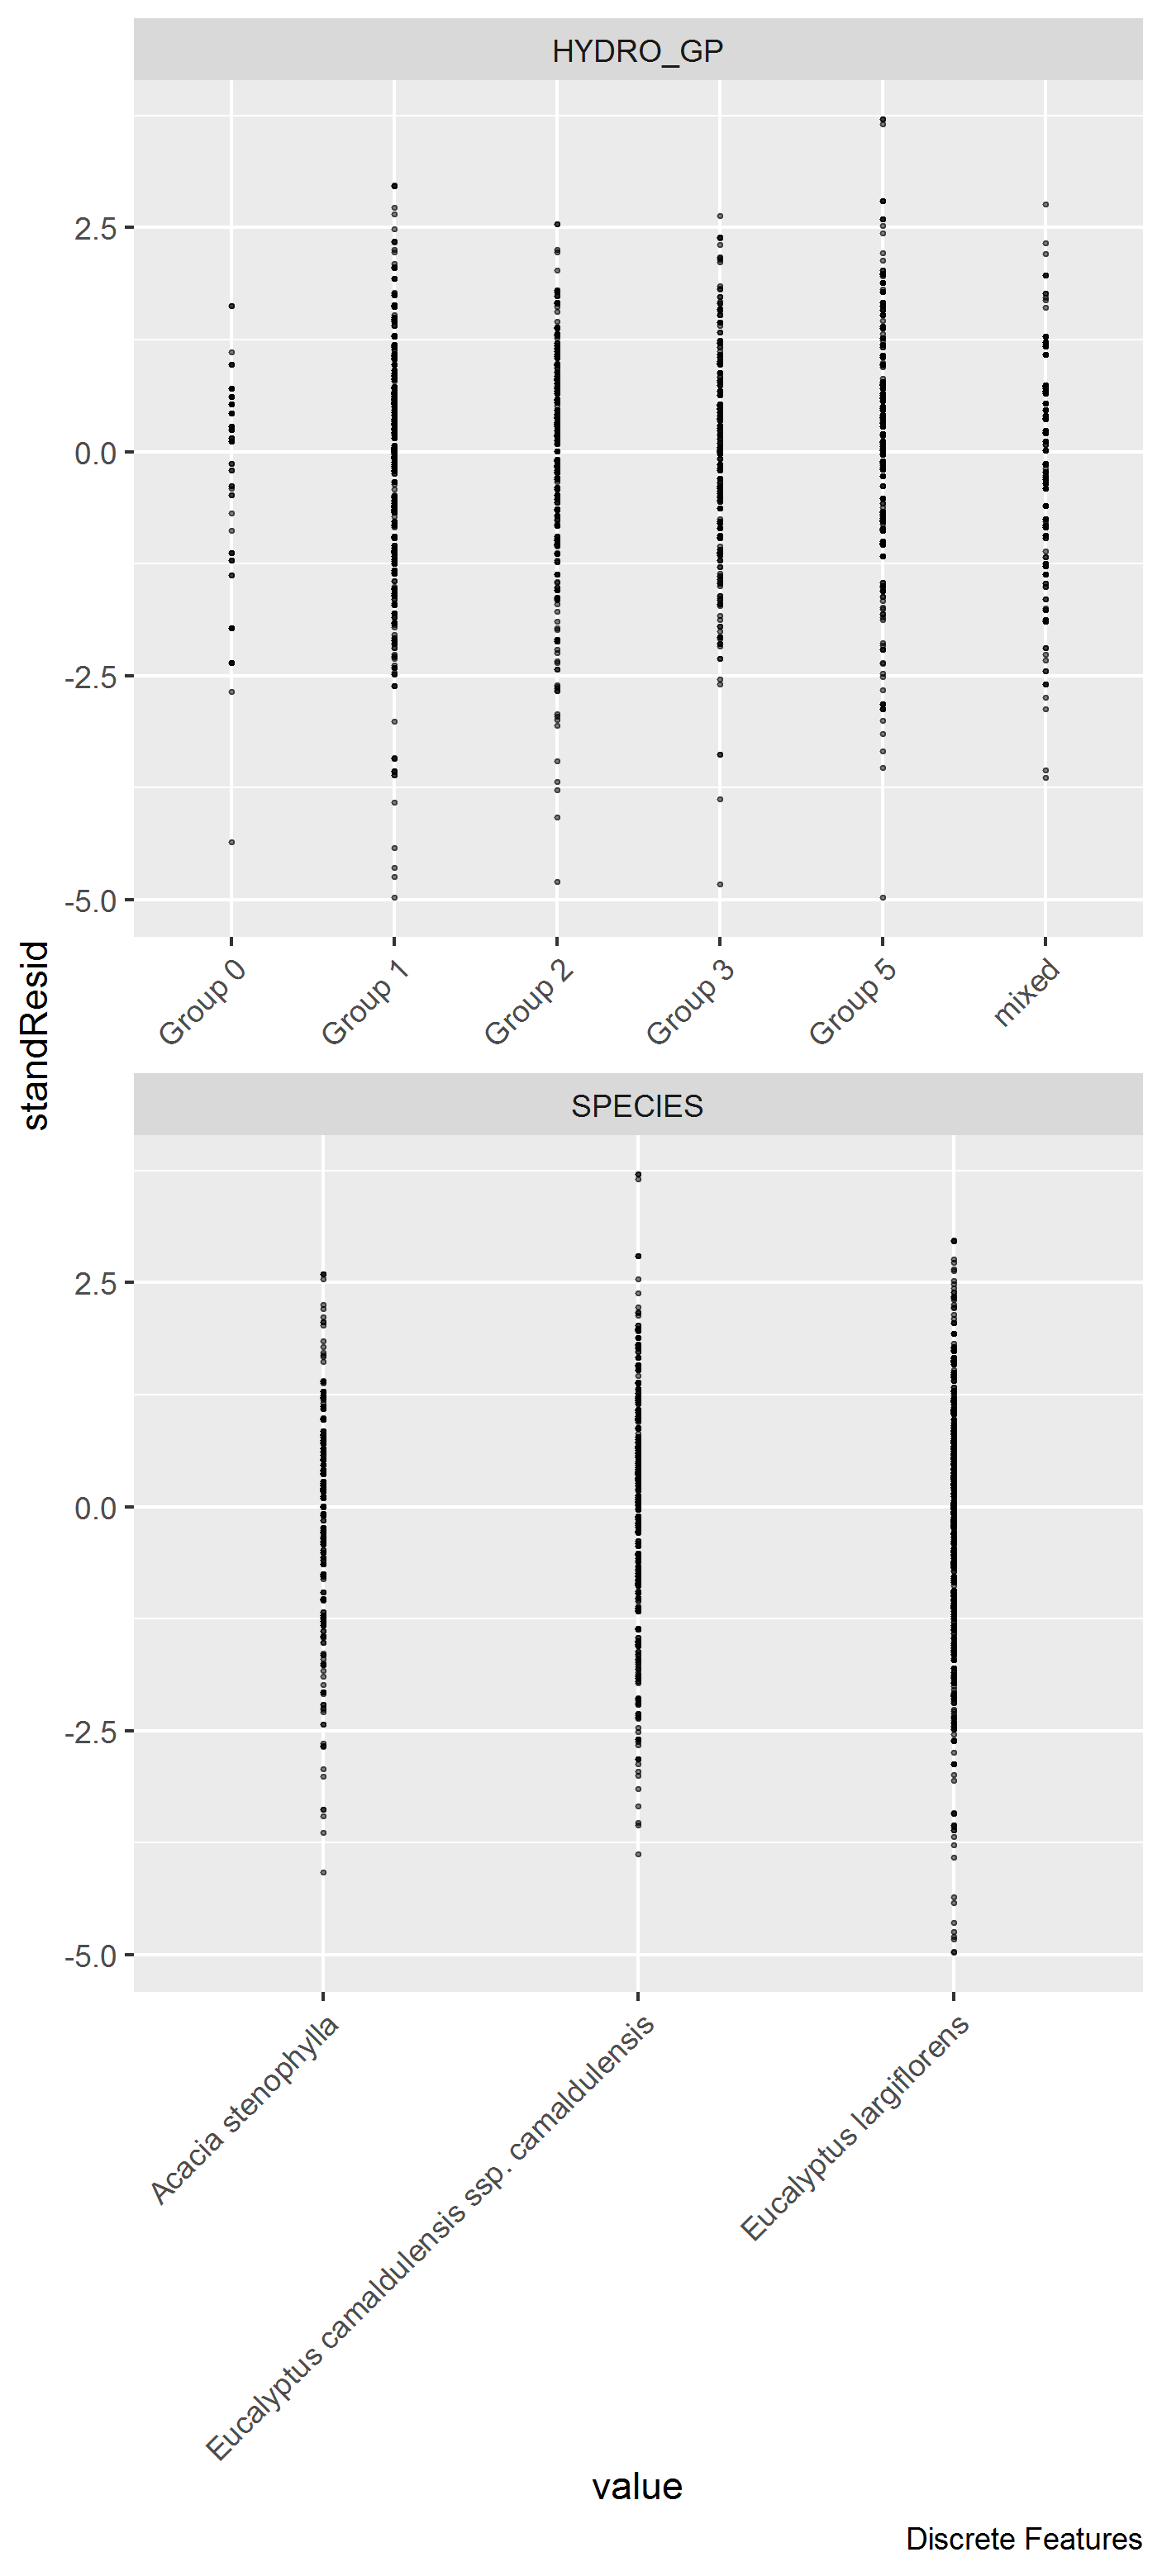 HYDRO_GP
2.5
0.0
-2.5
-5.0
Group 0
Group 1
Group 2
Group 3
Group 5
mixed
standResid
SPECIES
2.5
0.0
-2.5
-5.0
Acacia stenophylla
Eucalyptus camaldulensis ssp. camaldulensis
Eucalyptus largiflorens
value
Discrete Features